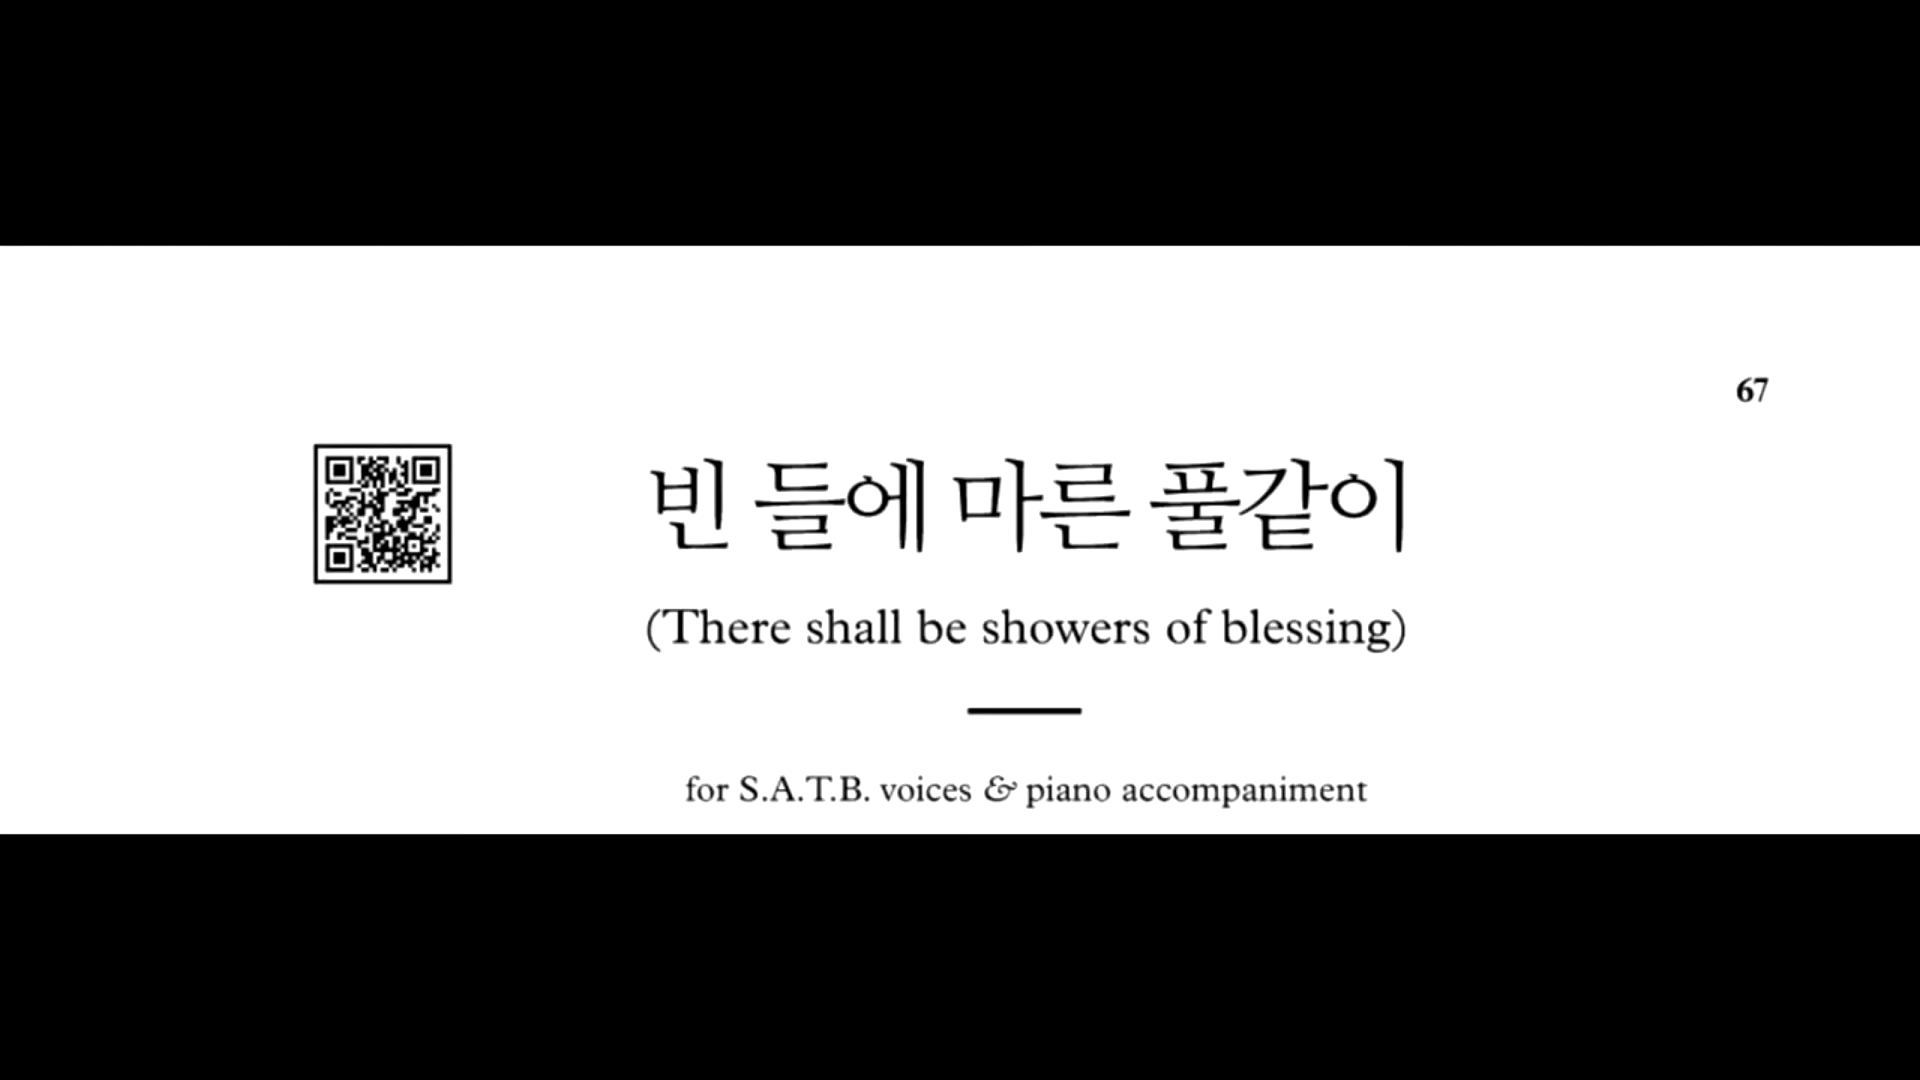 67
빈 들에 마른 풀같이
(There shall be showers of blessing)
for S.A.T.B. voices & piano accompaniment